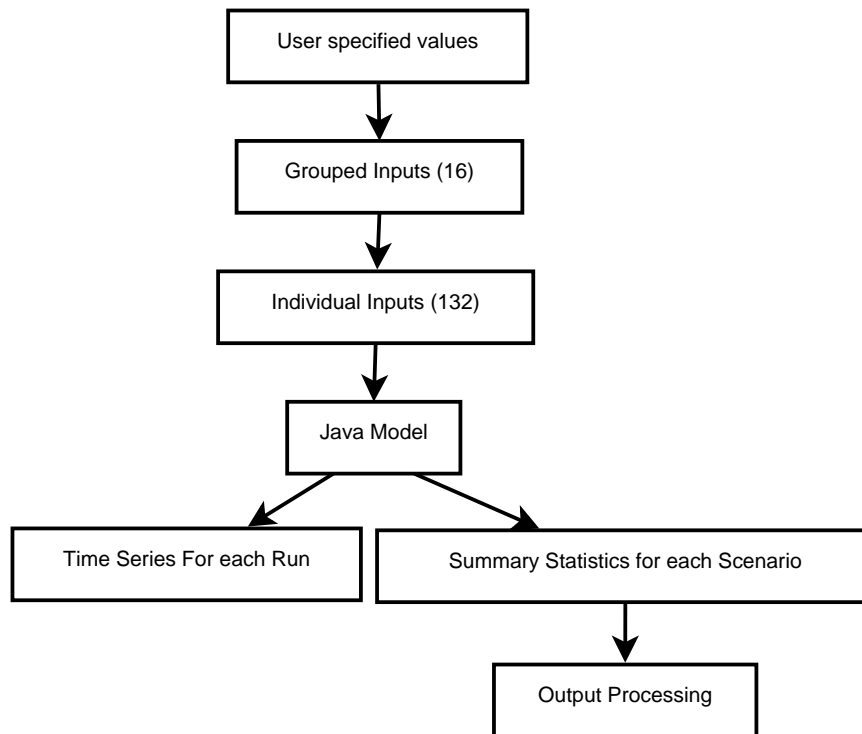 User specified values
Grouped Inputs (16)
Individual Inputs (132)
Java Model
Time Series For each Run
Summary Statistics for each Scenario
Output Processing